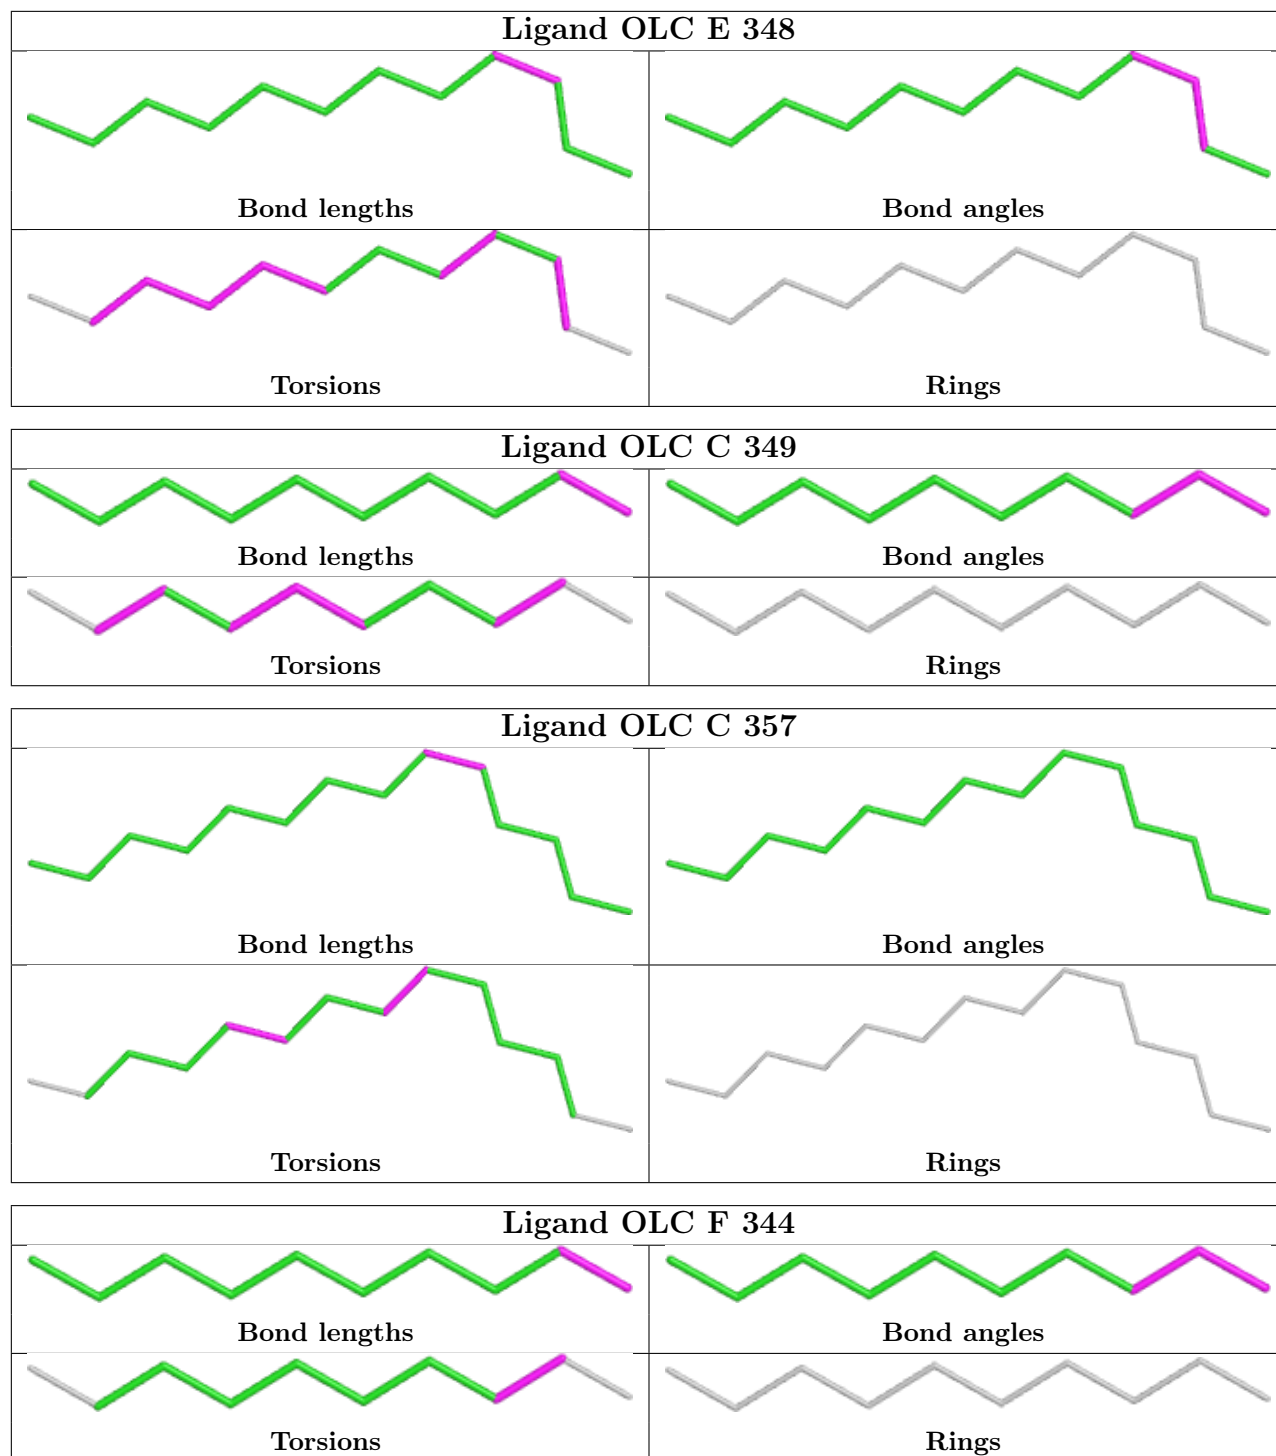 Ligand OLC E 348
Bond lengths
Bond angles
Torsions
Rings
Ligand OLC C 349
Bond lengths
Bond angles
Torsions
Rings
Ligand OLC C 357
Bond lengths
Bond angles
Torsions
Rings
Ligand OLC F 344
Bond lengths
Bond angles
Torsions
Rings